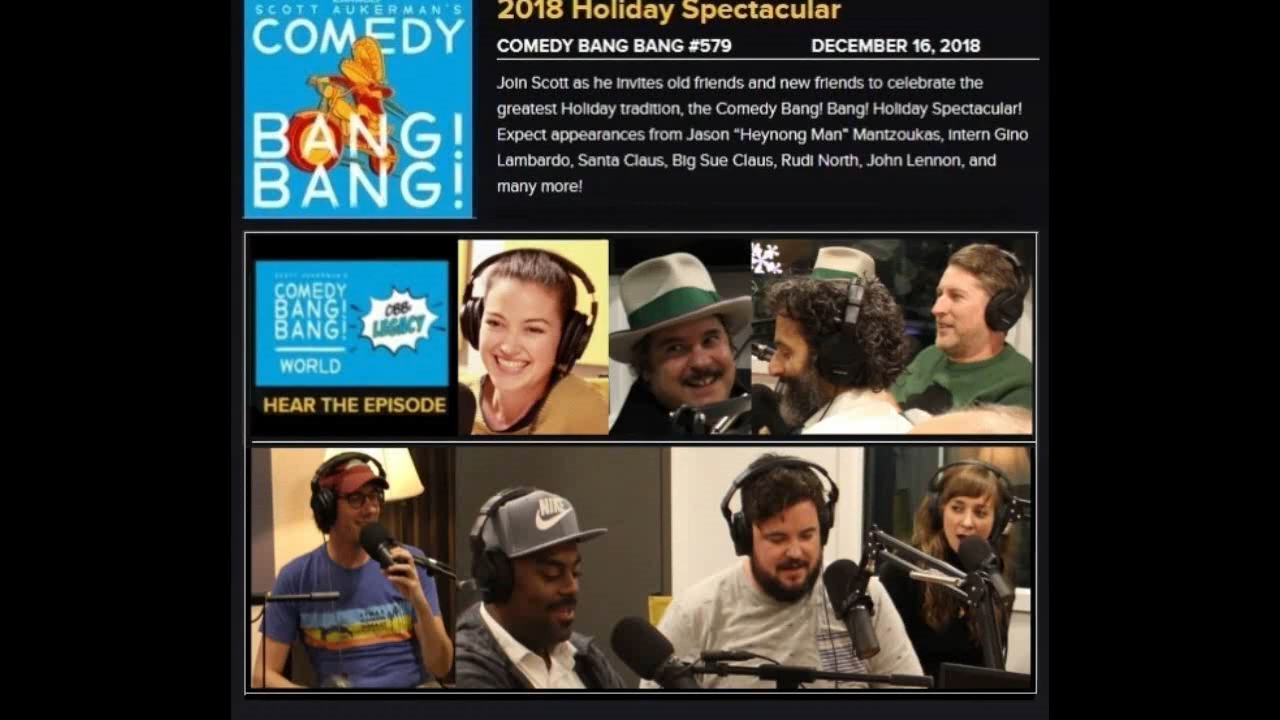 SCOTT AUKERMAN'S
COMEDY
BANG!
BANG!
2018 Holiday Spectacular
COMEDY BANG BANG #579 DECEMBER 16, 2018
Join Scott as he invites old friends and new friends to celebrate the
greatest Holiday tradition, the Comedy Bang! Bang! Holiday Spectacular!
Expect appearances from Jason “Heynong Man” Mantzoukas, Intern Gino
Lambardo, Santa Claus, Big Sue Claus, Rudi North, John Lennon, and
many more!
SCOTT AUKERMAN'S
COMEDY
BANG!
BANG!
WORLD
CBB
LEGACY
HEAR THE EPISODE
NIKE